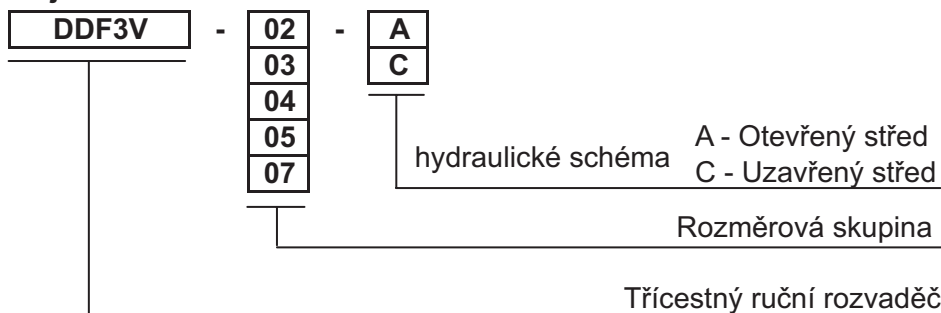 DDF3V - 02 - A
03 C
04
05
07
hydraulické schéma
A - Otevřený střed
C - Uzavřený střed
Rozměrová skupina
Třícestný ruční rozvaděč